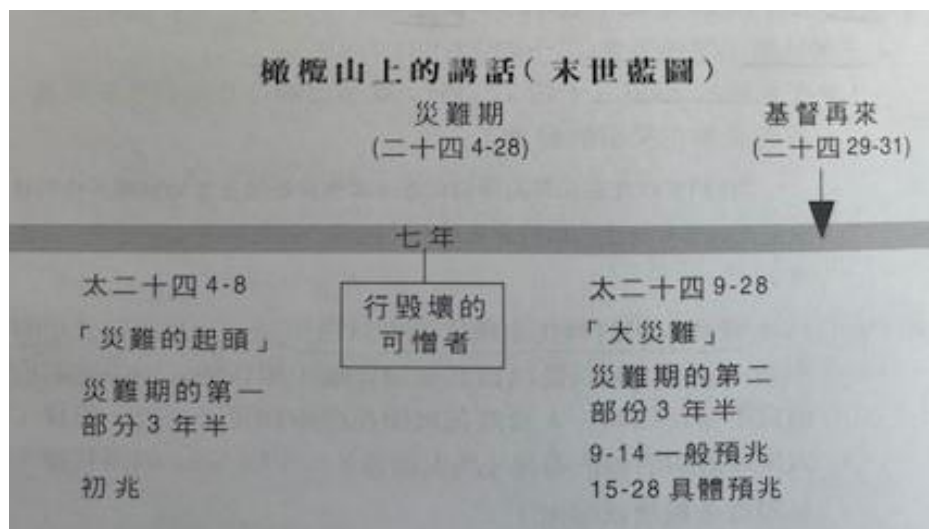 橄欖山上的講話(末世藍圖)
災難期
(二十四 4-28)
基督再來
(二十四 29-31)
七年
太二十四 4-8
「災難的起頭」
災難期的第一
部分 3 年半
初兆
行毀壞的
可憎者
太二十四 9-28
「大災難」
災難期的第二
部份 3 年半
9-14 一般預兆
15-28 具體預兆